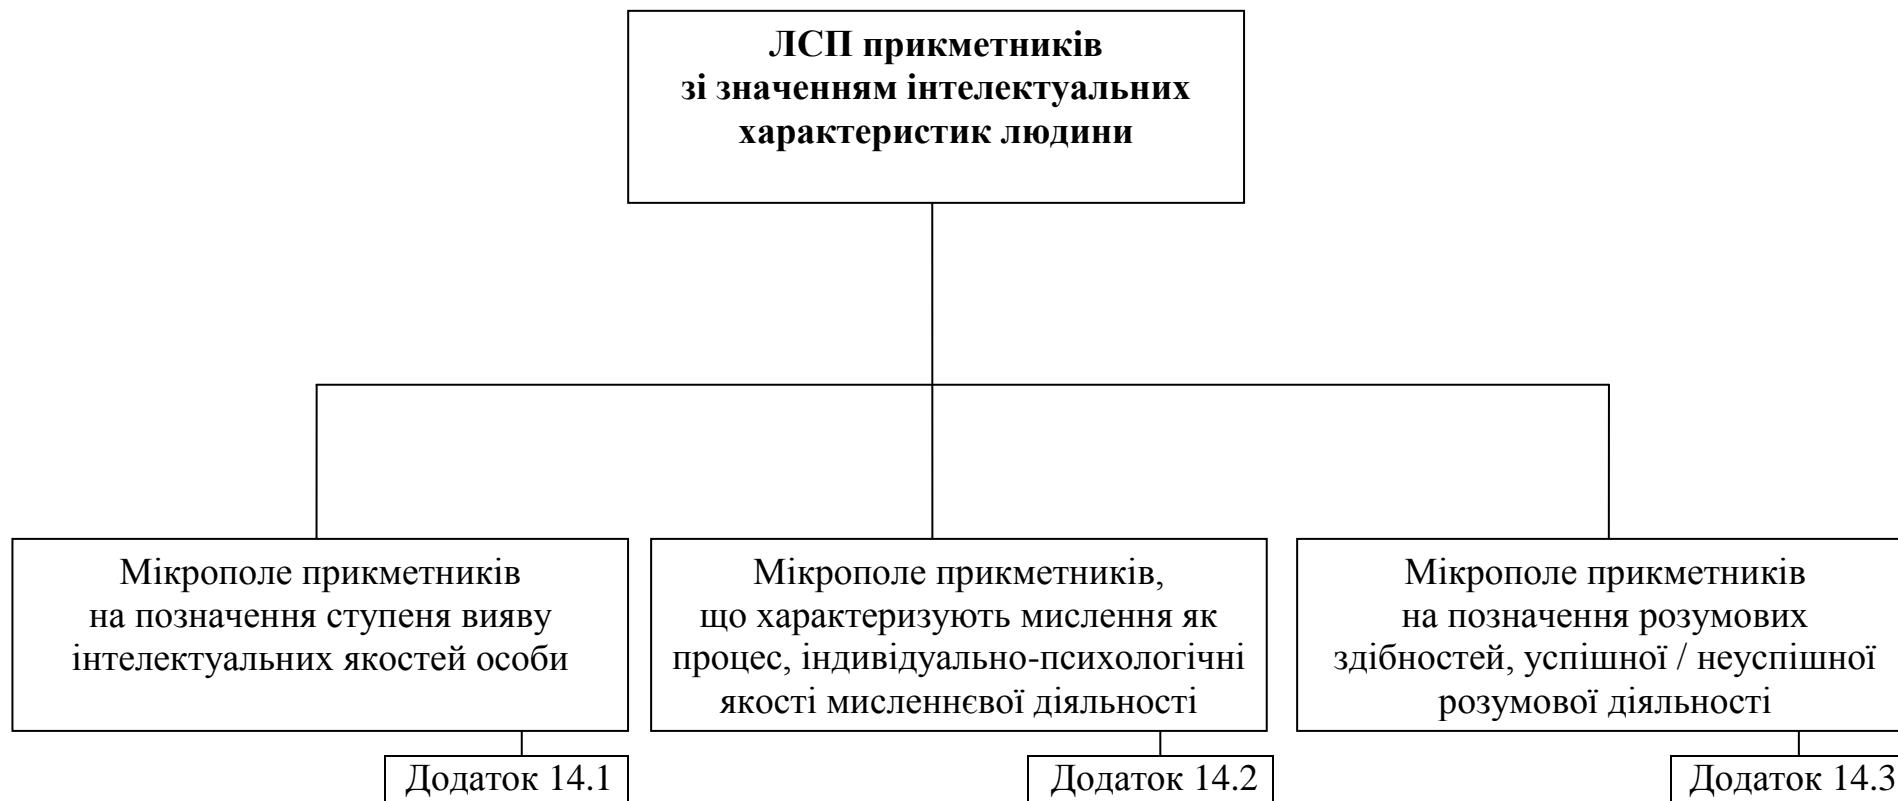 ЛСП прикметників
зі значенням інтелектуальних
характеристик людини
Мікрополе прикметників
на позначення ступеня вияву
інтелектуальних якостей особи
Мікрополе прикметників,
що характеризують мислення як
процес, індивідуально-психологічні
якості мисленнєвої діяльності
Мікрополе прикметників
на позначення розумових
здібностей, успішної / неуспішної
розумової діяльності
Додаток 14.1
Додаток 14.2
Додаток 14.3